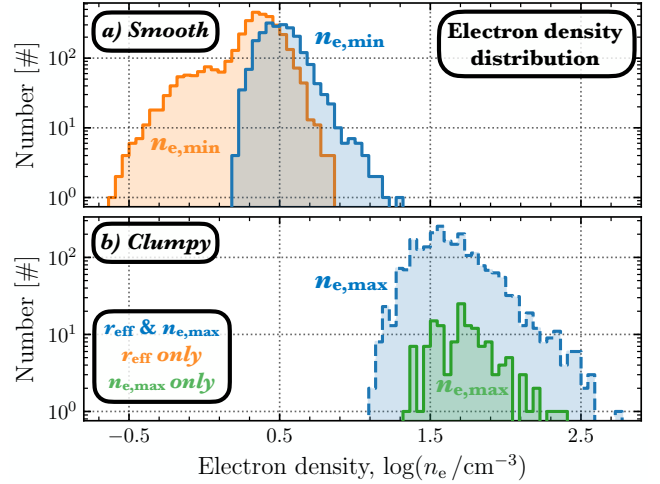 a) Smooth
n_e,min
Electron density
distribution
n_e,min
Number [#]
10^2
10^1
10^0
b) Clumpy
n_e,max
r_eff & n_e,max
r_eff only
n_e,max only
n_e,max
Number [#]
10^2
10^1
10^0
−0.5 0.5 1.5 2.5
Electron density, log(n_e /cm^−3)